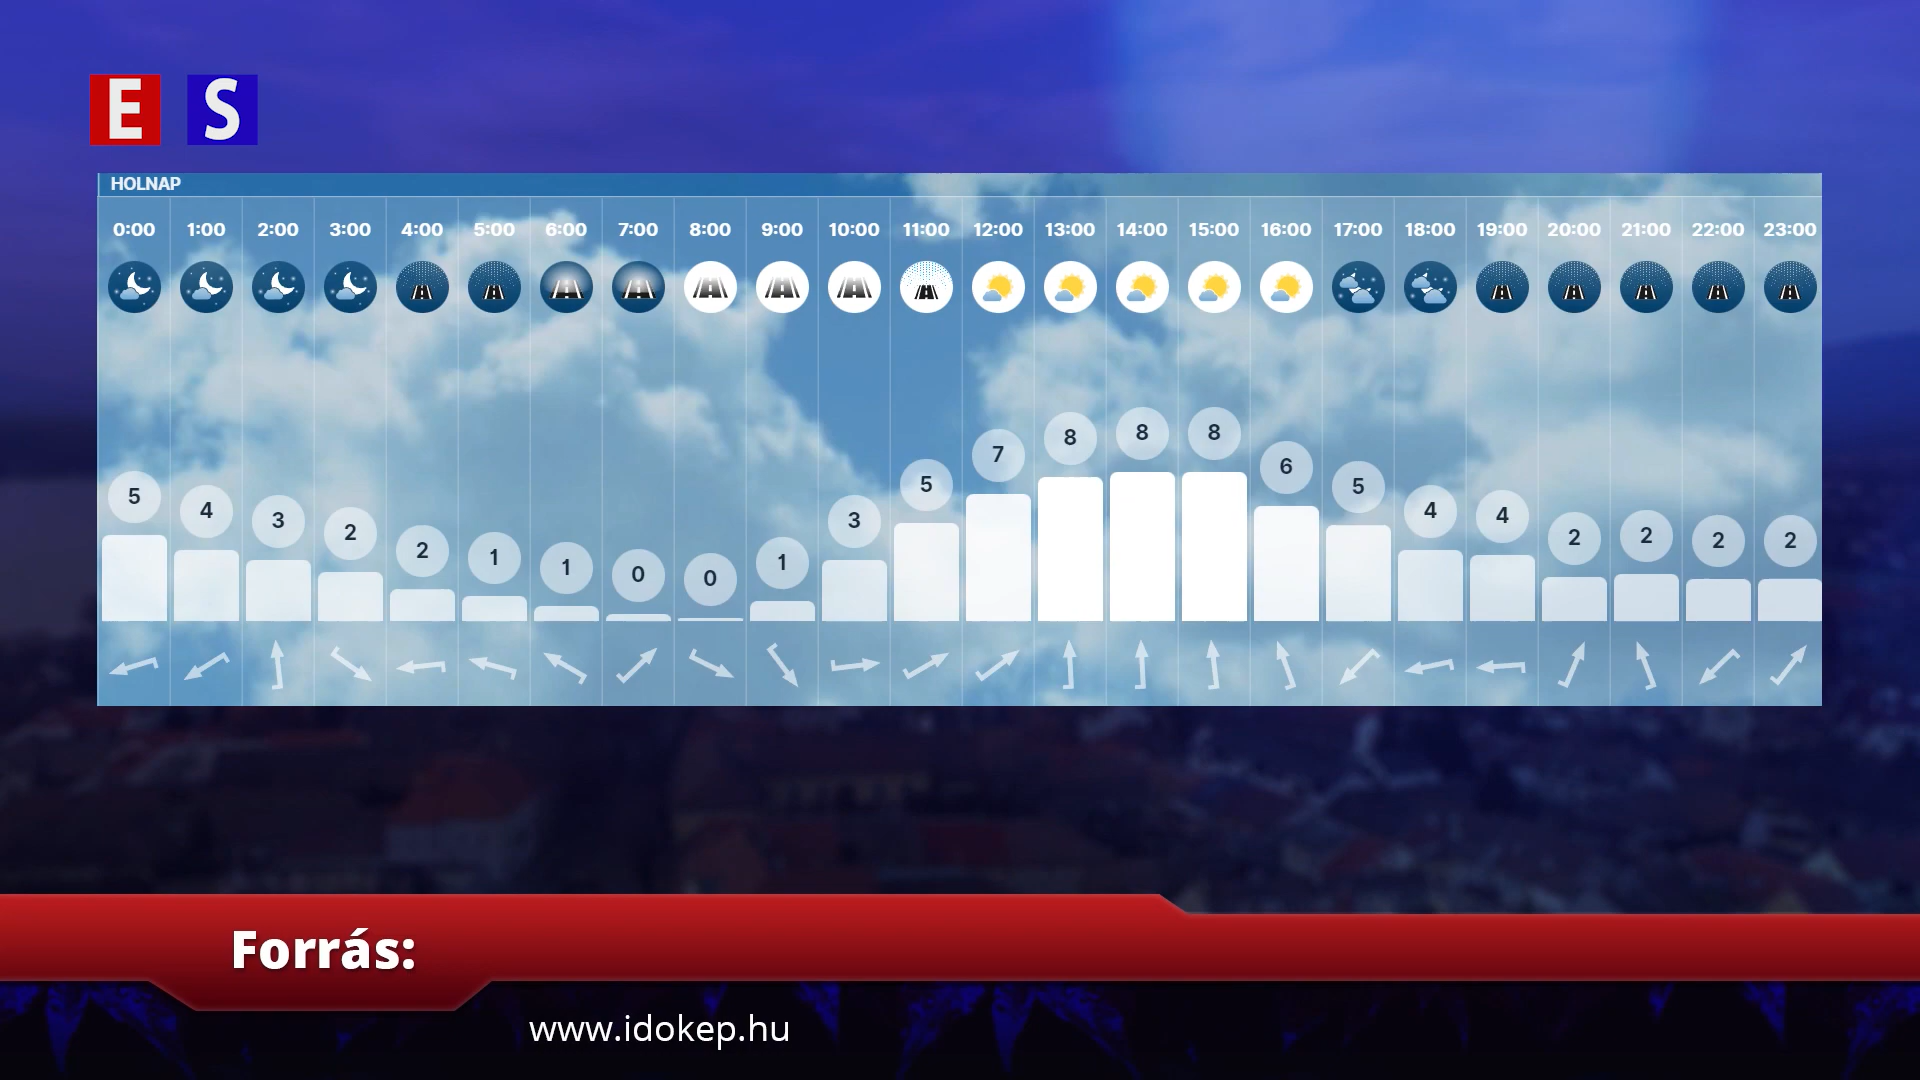 E S
HOLNAP
0:00 1:00 2:00 3:00 4:00 5:00 6:00 7:00 8:00 9:00 10:00 11:00 12:00 13:00 14:00 15:00 16:00 17:00 18:00 19:00 20:00 21:00 22:00 23:00
5 4 3 2 2 1 1 0 0 1 3 5 7 8 8 8 6 5 4 4 2 2 2 2
Forrás:
www.idokep.hu